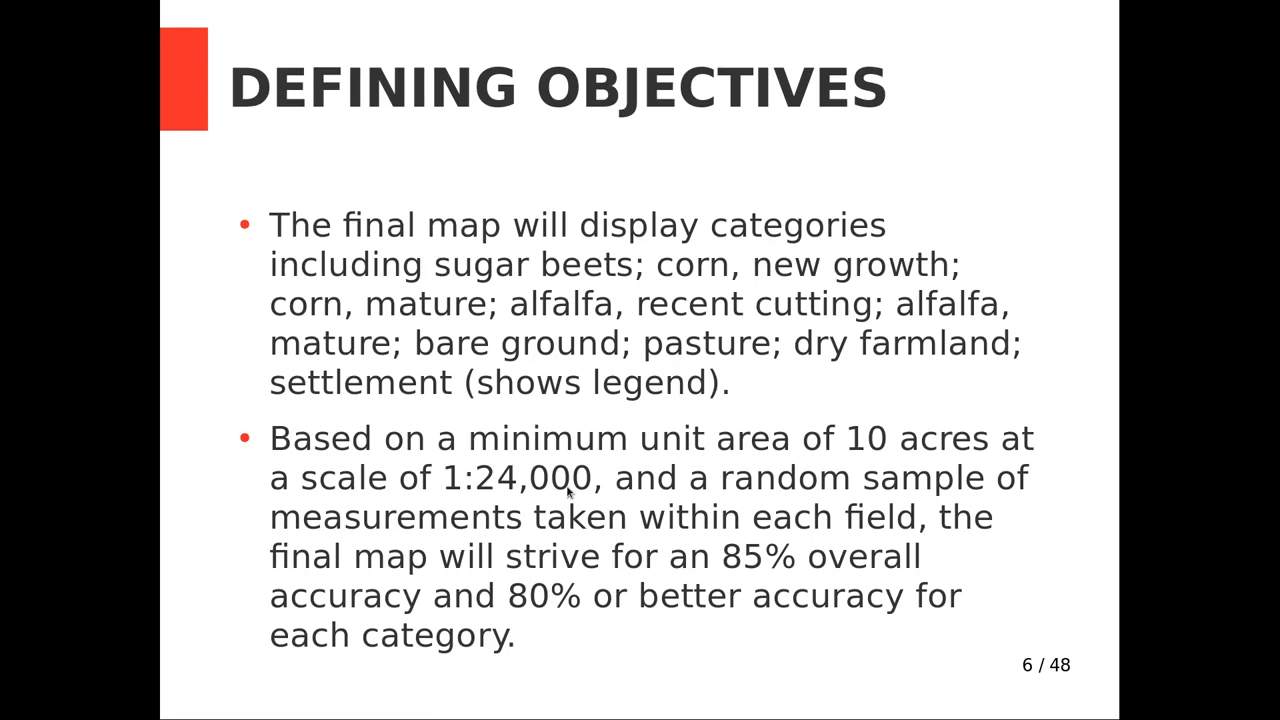 DEFINING OBJECTIVES
• The final map will display categories
including sugar beets; corn, new growth;
corn, mature; alfalfa, recent cutting; alfalfa,
mature; bare ground; pasture; dry farmland;
settlement (shows legend).
• Based on a minimum unit area of 10 acres at
a scale of 1:24,000, and a random sample of
measurements taken within each field, the
final map will strive for an 85% overall
accuracy and 80% or better accuracy for
each category.
6 / 48